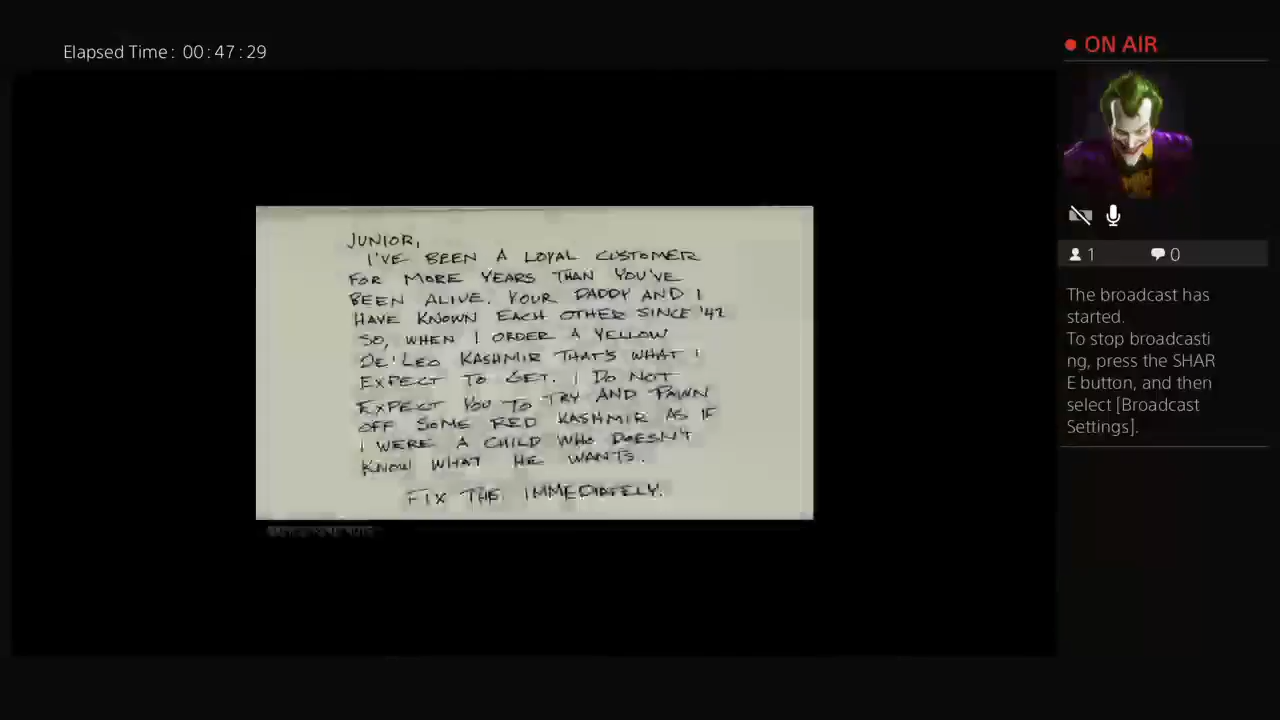 Elapsed Time: 00:47:29
ON AIR
1
0
The broadcast has
started.
To stop broadcasti
ng, press the SHAR
E button, and then
select [Broadcast
Settings].
JUNIOR,
I'VE BEEN A LOYAL CUSTOMER
FOR MORE YEARS THAN YOU'VE
BEEN ALIVE. YOUR DADDY AND I
HAVE KNOWN EACH OTHER SINCE '42
SO, WHEN I ORDER A YELLOW
DE'LEO KASHMIR THAT'S WHAT I
EXPECT TO GET. I DO NOT
EXPECT YOU TO TRY AND PAWN
OFF SOME RED KASHMIR AS IF
I WERE A CHILD WHO DOESN'T
KNOW WHAT HE WANTS.
FIX THIS IMMEDIATELY.